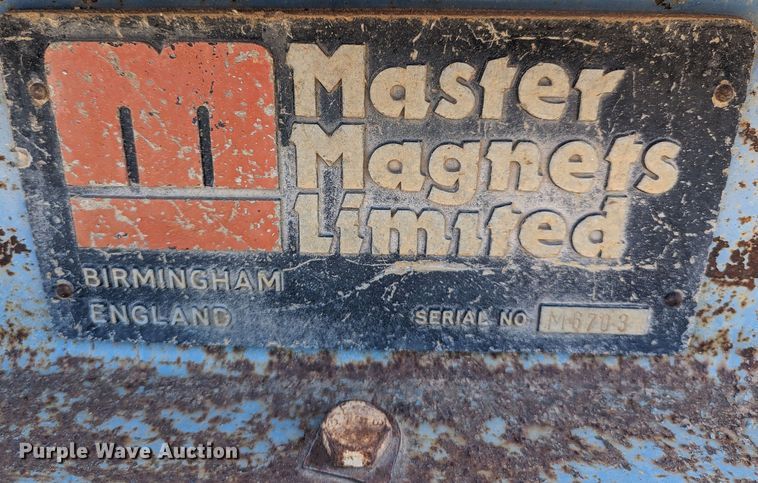 Master
Magnets
Limited
BIRMINGHAM
ENGLAND
SERIAL NO M6703
Purple Wave Auction